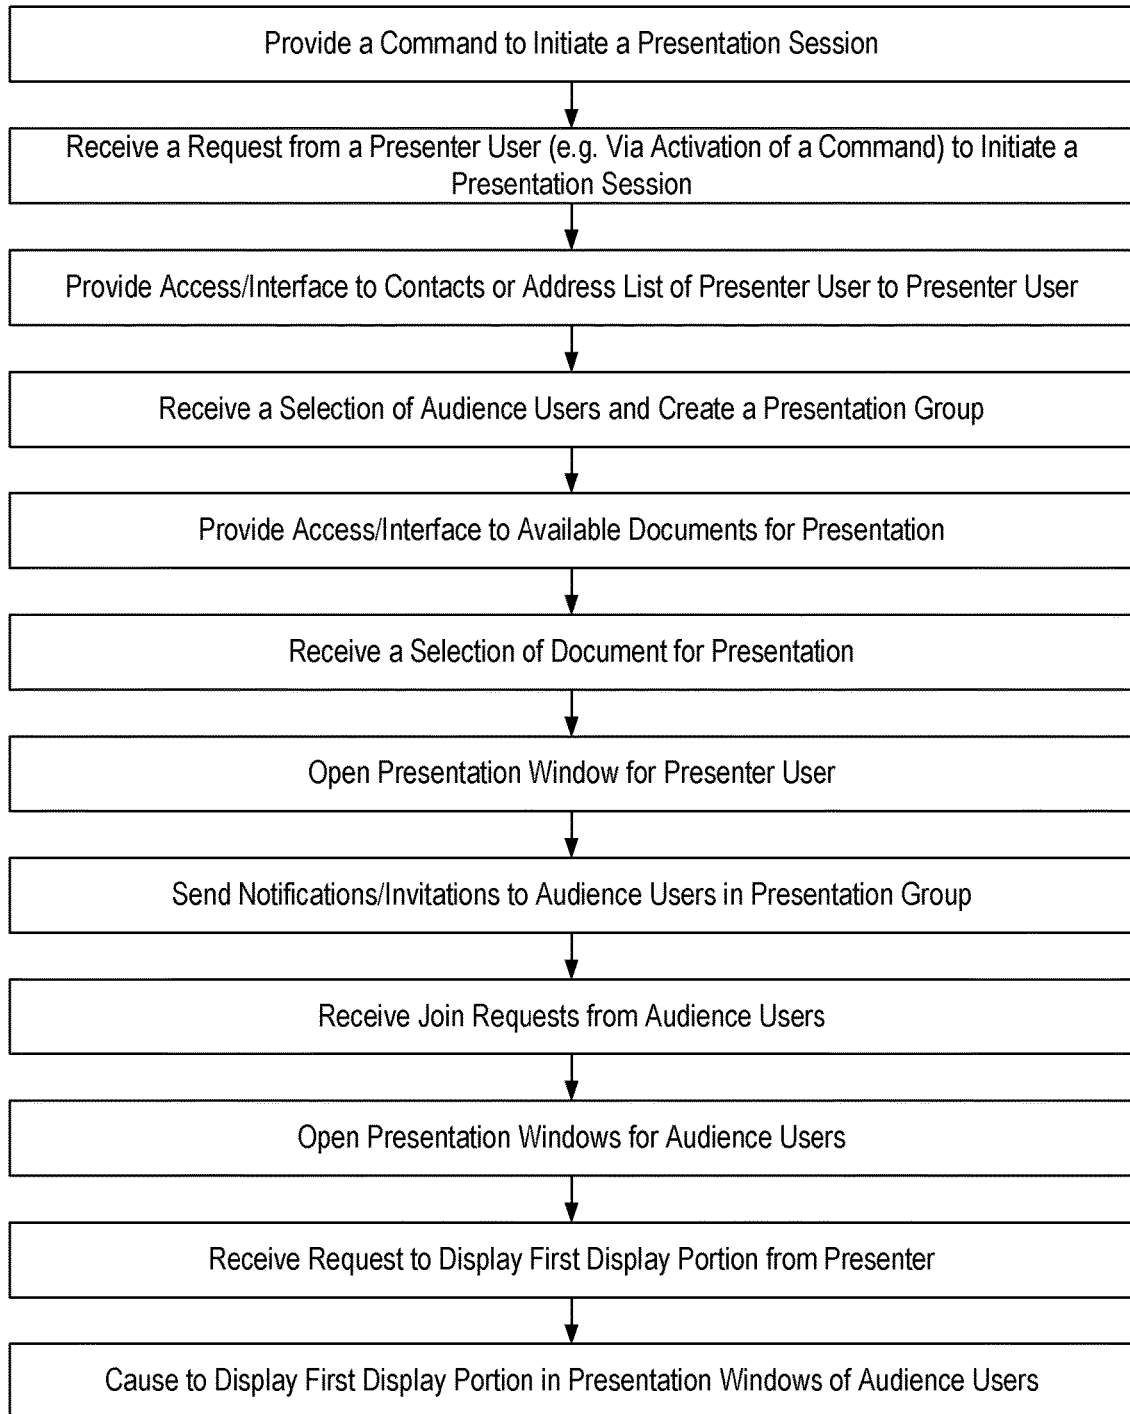 Provide a Command to Initiate a Presentation Session
Receive a Request from a Presenter User (e.g. Via Activation of a Command) to Initiate a
Presentation Session
Provide Access/Interface to Contacts or Address List of Presenter User to Presenter User
Receive a Selection of Audience Users and Create a Presentation Group
Provide Access/Interface to Available Documents for Presentation
Receive a Selection of Document for Presentation
Open Presentation Window for Presenter User
Send Notifications/Invitations to Audience Users in Presentation Group
Receive Join Requests from Audience Users
Open Presentation Windows for Audience Users
Receive Request to Display First Display Portion from Presenter
Cause to Display First Display Portion in Presentation Windows of Audience Users